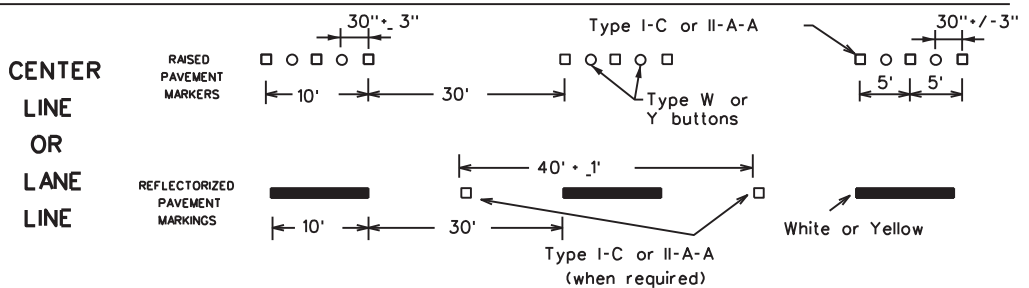 CENTER
LINE
OR
LANE
LINE
RAISED
PAVEMENT
MARKERS
30"+_ 3"
10'
30'
Type I-C or II-A-A
Type W or
Y buttons
30"+/-3"
5'
5'
REFLECTORIZED
PAVEMENT
MARKINGS
10'
30'
40' + _1'
Type I-C or II-A-A
(when required)
White or Yellow